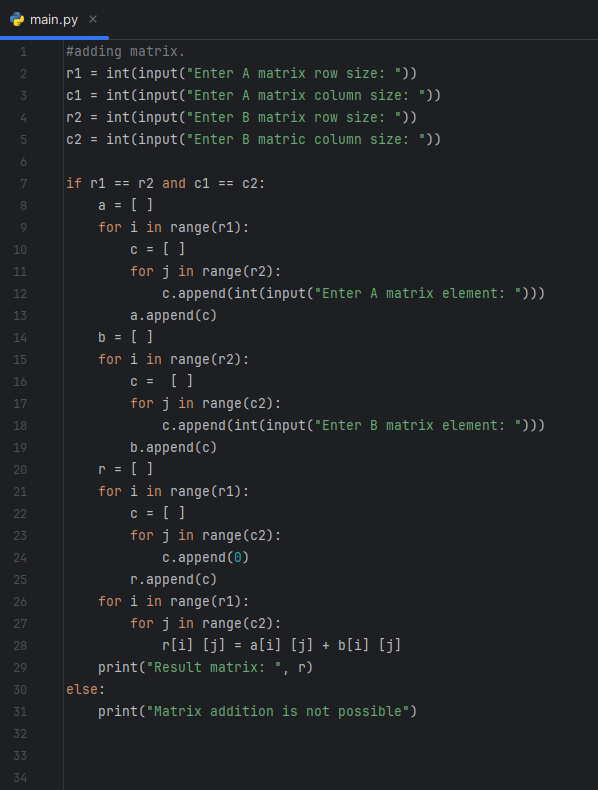 main.py ×
1 #adding matrix.
2 r1 = int(input("Enter A matrix row size: "))
3 c1 = int(input("Enter A matrix column size: "))
4 r2 = int(input("Enter B matrix row size: "))
5 c2 = int(input("Enter B matric column size: "))
6
7 if r1 == r2 and c1 == c2:
8     a = [ ]
9     for i in range(r1):
10         c = [ ]
11         for j in range(r2):
12             c.append(int(input("Enter A matrix element: ")))
13         a.append(c)
14     b = [ ]
15     for i in range(r2):
16         c =  [ ]
17         for j in range(c2):
18             c.append(int(input("Enter B matrix element: ")))
19         b.append(c)
20     r = [ ]
21     for i in range(r1):
22         c = [ ]
23         for j in range(c2):
24             c.append(0)
25         r.append(c)
26     for i in range(r1):
27         for j in range(c2):
28             r[i] [j] = a[i] [j] + b[i] [j]
29     print("Result matrix: ", r)
30 else:
31     print("Matrix addition is not possible")
32
33
34